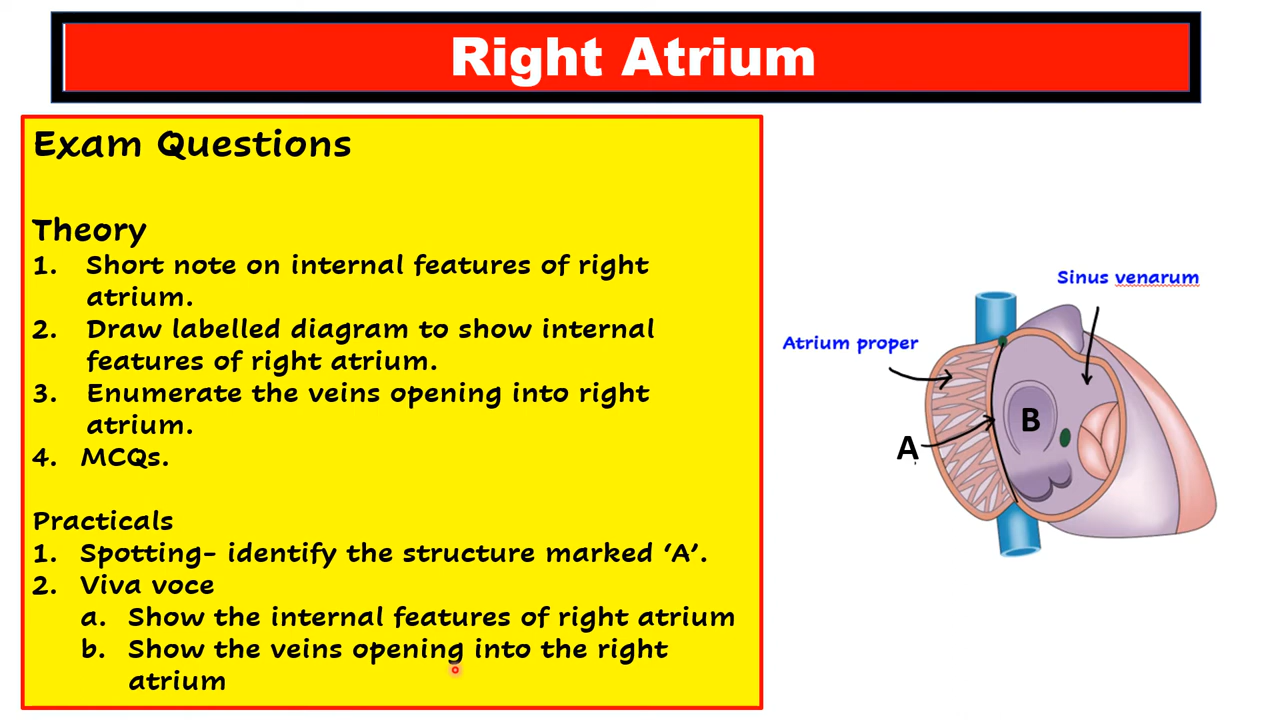 Right Atrium
Exam Questions
Theory
1. Short note on internal features of right
atrium.
2. Draw labelled diagram to show internal
features of right atrium.
3. Enumerate the veins opening into right
atrium.
4. MCQs.
Practicals
1. Spotting- identify the structure marked ‘A’.
2. Viva voce
a. Show the internal features of right atrium
b. Show the veins opening into the right
atrium
Sinus venarum
Atrium proper
B
A